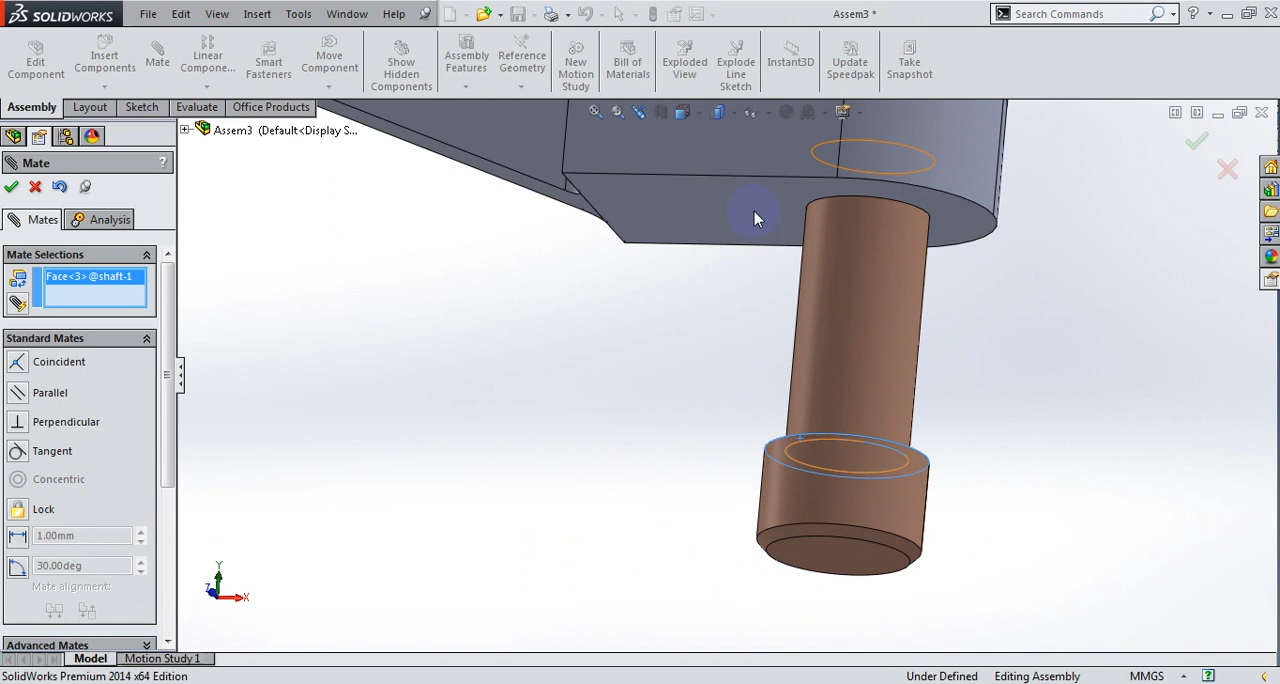 SOLIDWORKS File Edit View Insert Tools Window Help Assem3 * Search Commands
Edit Component Insert Components Mate Linear Compone... Smart Fasteners Move Component Show Hidden Components Assembly Features Reference Geometry New Motion Study Bill of Materials Exploded View Explode Line Sketch Instant3D Update Speedpak Take Snapshot
Assembly Layout Sketch Evaluate Office Products
Assem3 (Default<Display S...
Mate ?
Mates Analysis
Mate Selections
Face<3>@shaft-1
Standard Mates
Coincident
Parallel
Perpendicular
Tangent
Concentric
Lock
1.00mm
30.00deg
Mate alignment:
Advanced Mates
Y
Z X
Model Motion Study 1
SolidWorks Premium 2014 x64 Edition Under Defined Editing Assembly MMGS ?